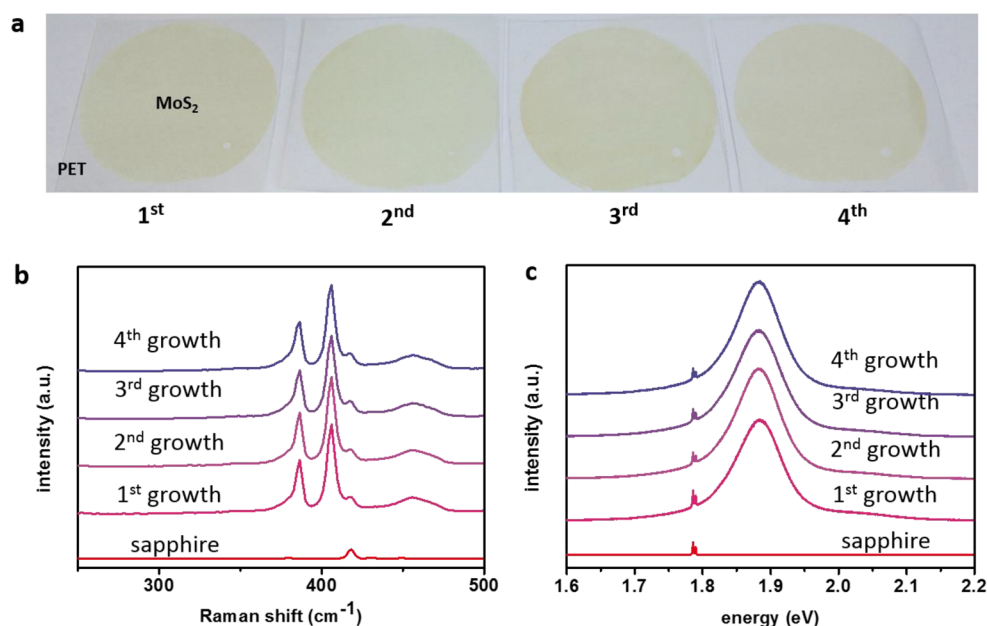 a
MoS₂
PET
1st
2nd
3rd
4th
b
4th growth
3rd growth
2nd growth
1st growth
sapphire
intensity (a.u.)
300
400
500
Raman shift (cm-1)
c
4th growth
3rd growth
2nd growth
1st growth
sapphire
intensity (a.u.)
1.6
1.7
1.8
1.9
2.0
2.1
2.2
energy (eV)